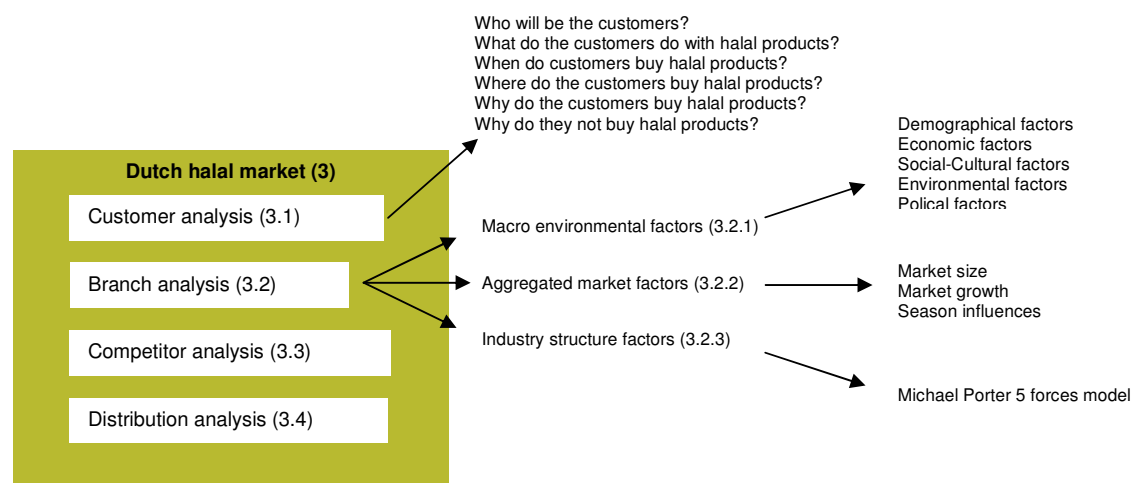 Who will be the customers?
What do the customers do with halal products?
When do customers buy halal products?
Where do the customers buy halal products?
Why do the customers buy halal products?
Why do they not buy halal products?
Dutch halal market (3)
Customer analysis (3.1)
Branch analysis (3.2)
Competitor analysis (3.3)
Distribution analysis (3.4)
Macro environmental factors (3.2.1)
Aggregated market factors (3.2.2)
Industry structure factors (3.2.3)
Demographical factors
Economic factors
Social-Cultural factors
Environmental factors
Polical factors
Market size
Market growth
Season influences
Michael Porter 5 forces model